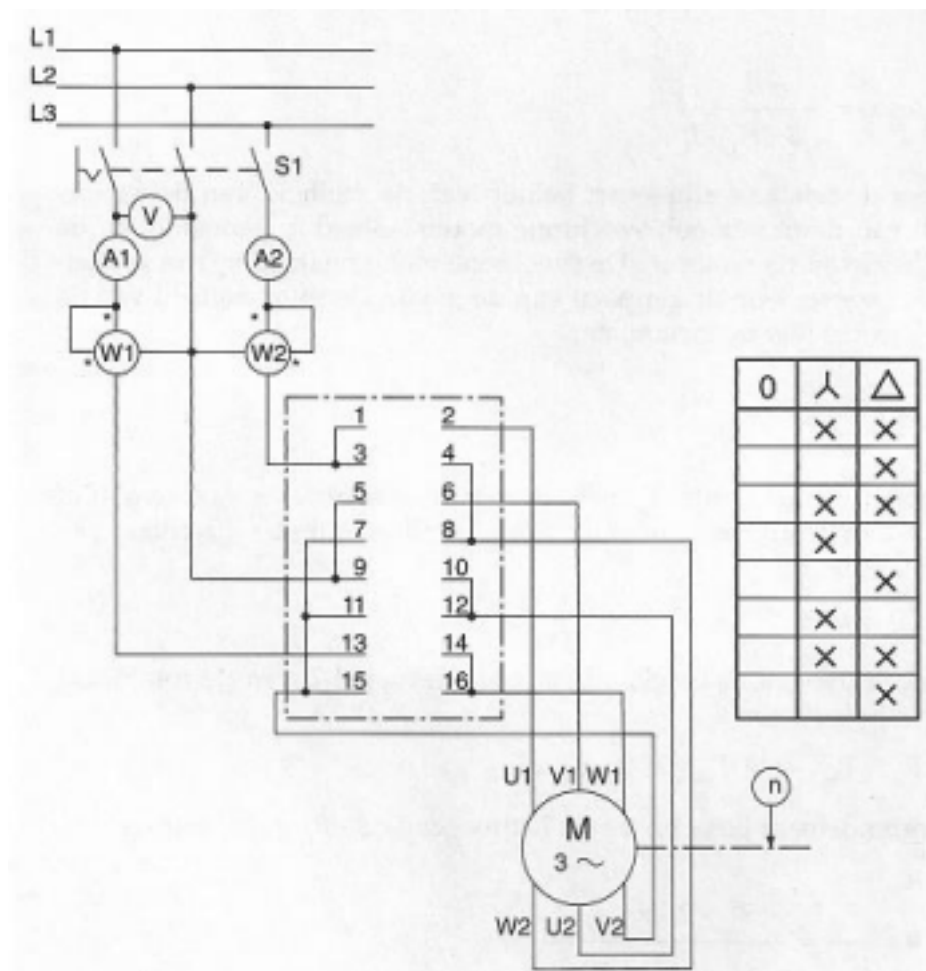 L1
L2
L3
S1
V
A1 A2
* *
* W1 W2 *
1 2
3 4
5 6
7 8
9 10
11 12
13 14
15 16
0 人 △
× ×
×
× ×
×
×
×
× ×
×
U1 V1 W1
n
M
3 ~
W2 U2 V2